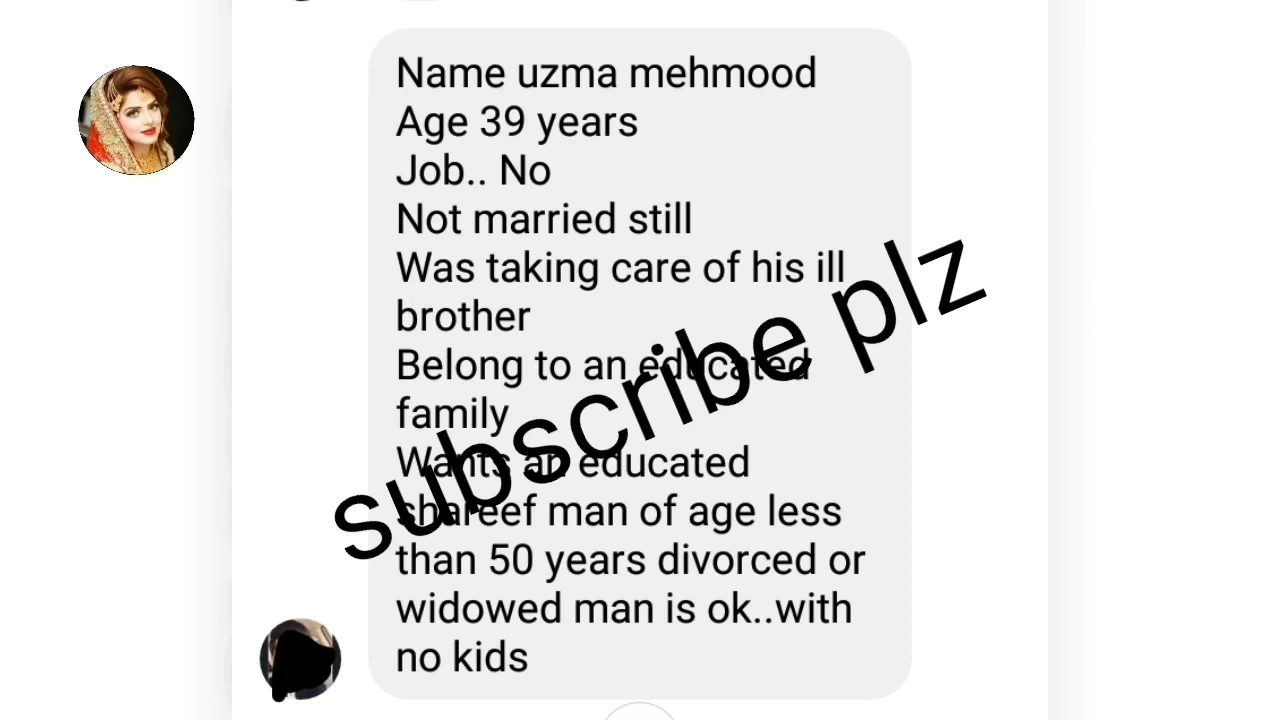 Name uzma mehmood
Age 39 years
Job.. No
Not married still
Was taking care of his ill
brother
Belong to an educated
family
Wants an educated
shareef man of age less
than 50 years divorced or
widowed man is ok..with
no kids
subscribe plz